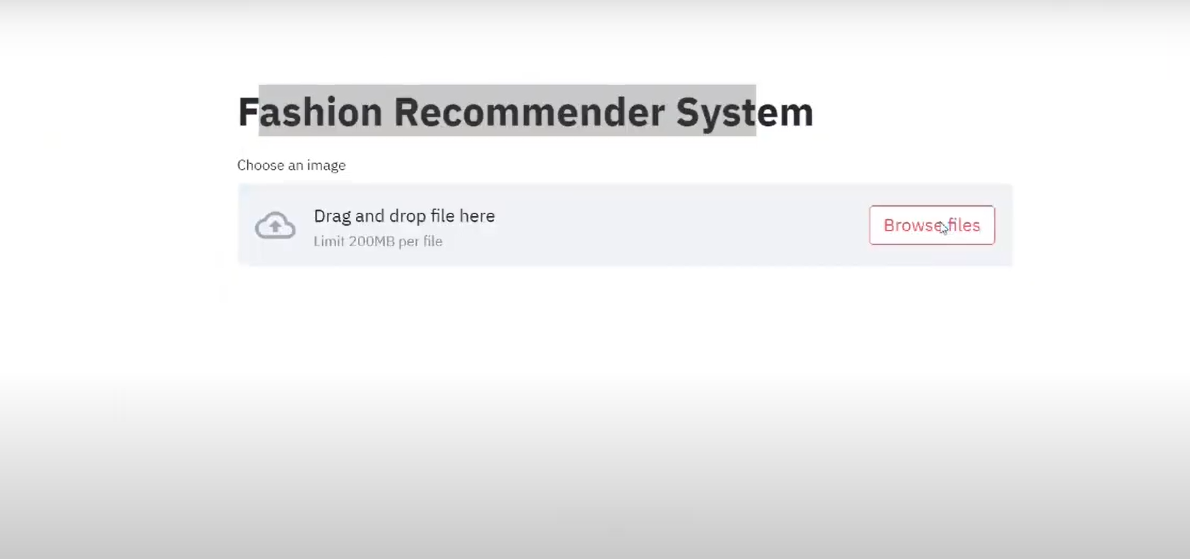 Fashion Recommender System
Choose an image
Drag and drop file here
Limit 200MB per file
Browse files